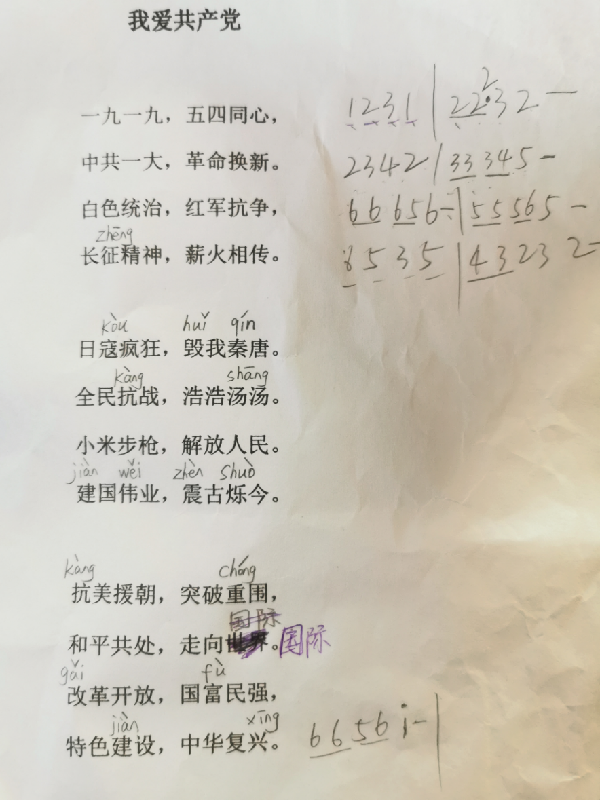 我爱共产党
一九一九，五四同心， 1231 | 22232 —
中共一大，革命换新。 2342 | 33345 —
白色统治，红军抗争， 66656 — | 55565 —
zhēng
长征精神，薪火相传。 6535 | 43232 —
kòu huǐ qín
日寇疯狂，毁我秦唐。
kàng shāng
全民抗战，浩浩汤汤。
小米步枪，解放人民。
jiàn wěi zhèn shuò
建国伟业，震古烁今。
kàng chóng
抗美援朝，突破重围，
国际
和平共处，走向世界。国际
gǎi fù
改革开放，国富民强，
jiàn xīng
特色建设，中华复兴。 6656 i — |